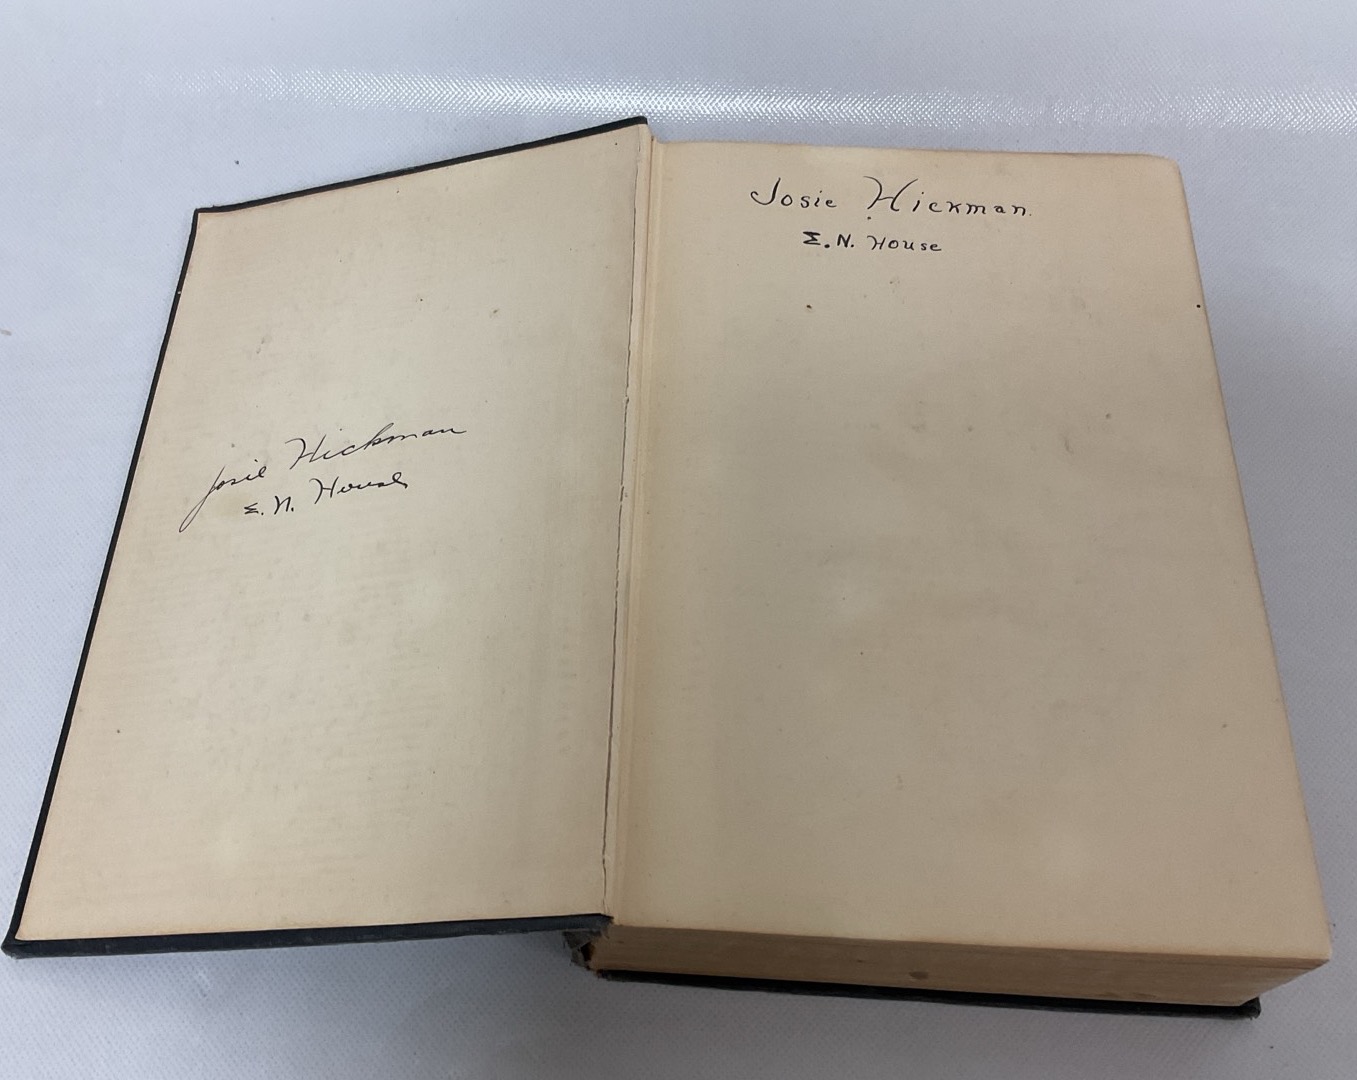 Josie Hickman
Σ. N. House
Josie Hickman.
Σ. N. House